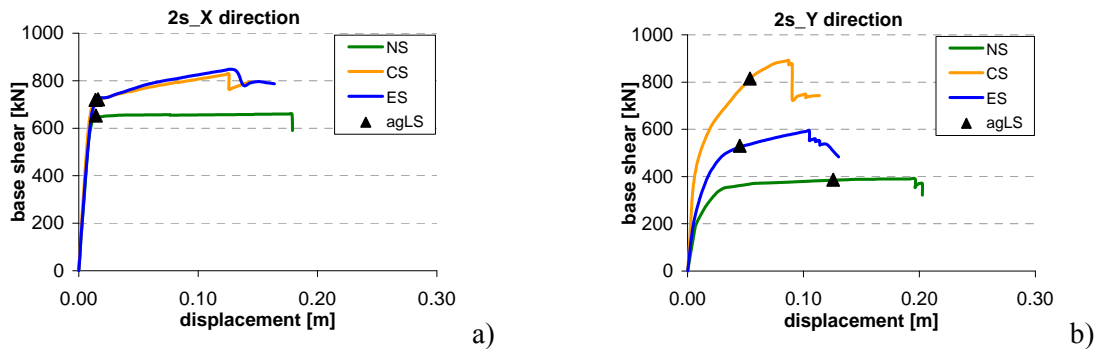 2s_X direction
base shear [kN]
1000
800
600
400
200
0
0.00 0.10 0.20 0.30
displacement [m]
NS
CS
ES
agLS
a)
2s_Y direction
base shear [kN]
1000
800
600
400
200
0
0.00 0.10 0.20 0.30
displacement [m]
NS
CS
ES
agLS
b)